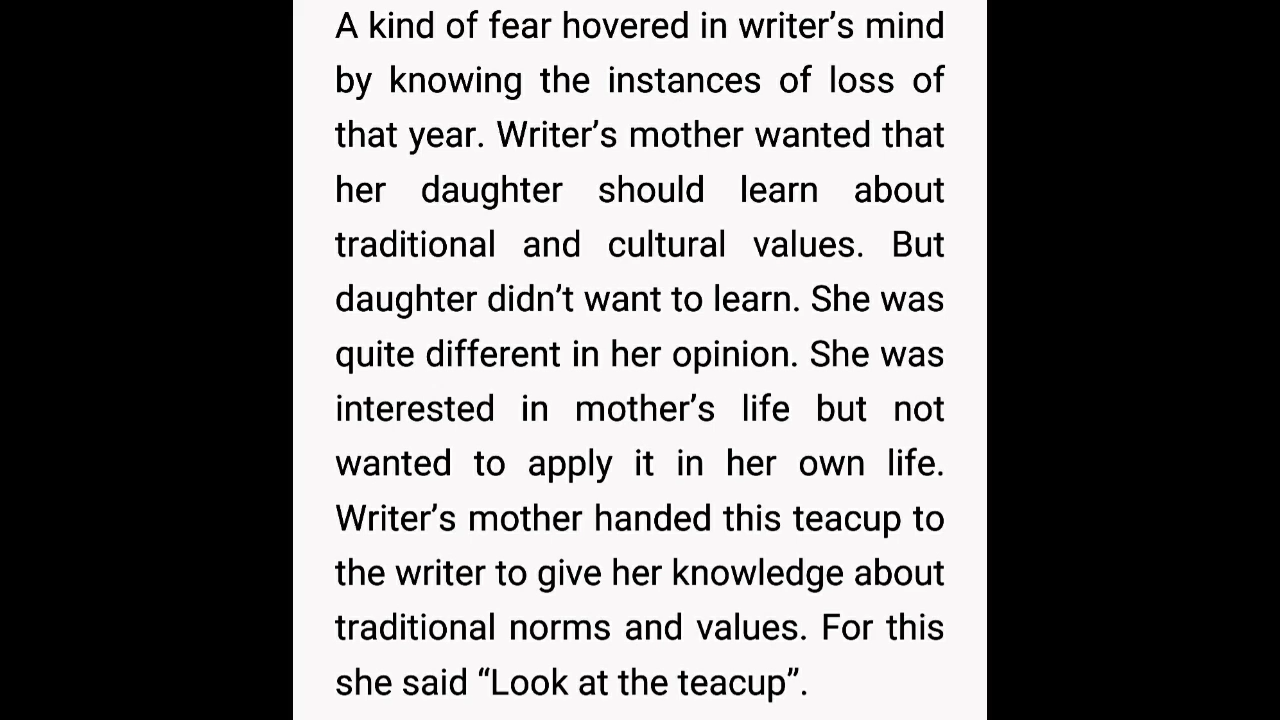 A kind of fear hovered in writer’s mind
by knowing the instances of loss of
that year. Writer’s mother wanted that
her daughter should learn about
traditional and cultural values. But
daughter didn’t want to learn. She was
quite different in her opinion. She was
interested in mother’s life but not
wanted to apply it in her own life.
Writer’s mother handed this teacup to
the writer to give her knowledge about
traditional norms and values. For this
she said “Look at the teacup”.